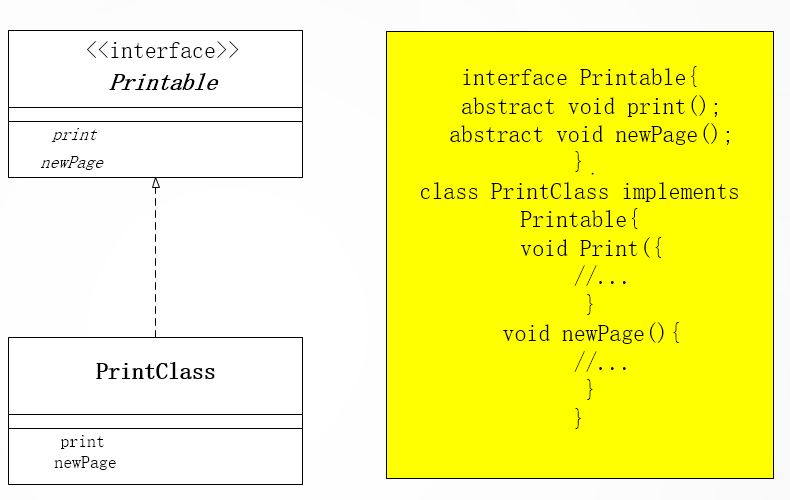 <<interface>>
Printable
print
newPage
PrintClass
print
newPage
interface Printable{
abstract void print();
abstract void newPage();
}.
class PrintClass implements
Printable{
void Print({
//...
}
void newPage(){
//...
}
}